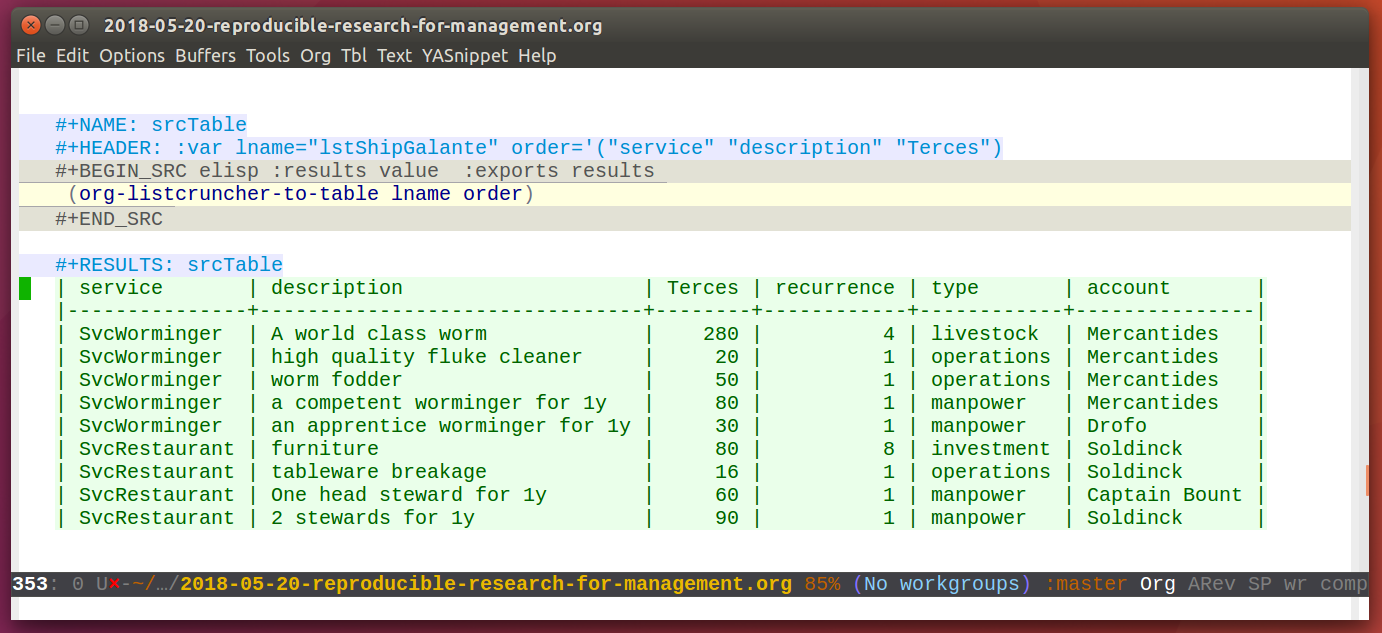 2018-05-20-reproducible-research-for-management.org
File Edit Options Buffers Tools Org Tbl Text YASnippet Help
#+NAME: srcTable
#+HEADER: :var lname="lstShipGalante" order='("service" "description" "Terces")
#+BEGIN_SRC elisp :results value  :exports results
(org-listcruncher-to-table lname order)
#+END_SRC
#+RESULTS: srcTable
| service       | description                    | Terces | recurrence | type       | account       |
|---------------+--------------------------------+--------+------------+------------+---------------|
| SvcWorminger  | A world class worm             |    280 |          4 | livestock  | Mercantides   |
| SvcWorminger  | high quality fluke cleaner     |     20 |          1 | operations | Mercantides   |
| SvcWorminger  | worm fodder                    |     50 |          1 | operations | Mercantides   |
| SvcWorminger  | a competent worminger for 1y   |     80 |          1 | manpower   | Mercantides   |
| SvcWorminger  | an apprentice worminger for 1y |     30 |          1 | manpower   | Drofo         |
| SvcRestaurant | furniture                      |     80 |          8 | investment | Soldinck      |
| SvcRestaurant | tableware breakage             |     16 |          1 | operations | Soldinck      |
| SvcRestaurant | One head steward for 1y        |     60 |          1 | manpower   | Captain Bount |
| SvcRestaurant | 2 stewards for 1y              |     90 |          1 | manpower   | Soldinck      |
353: 0 U×-~/…/2018-05-20-reproducible-research-for-management.org 85% (No workgroups) :master Org ARev SP wr comp